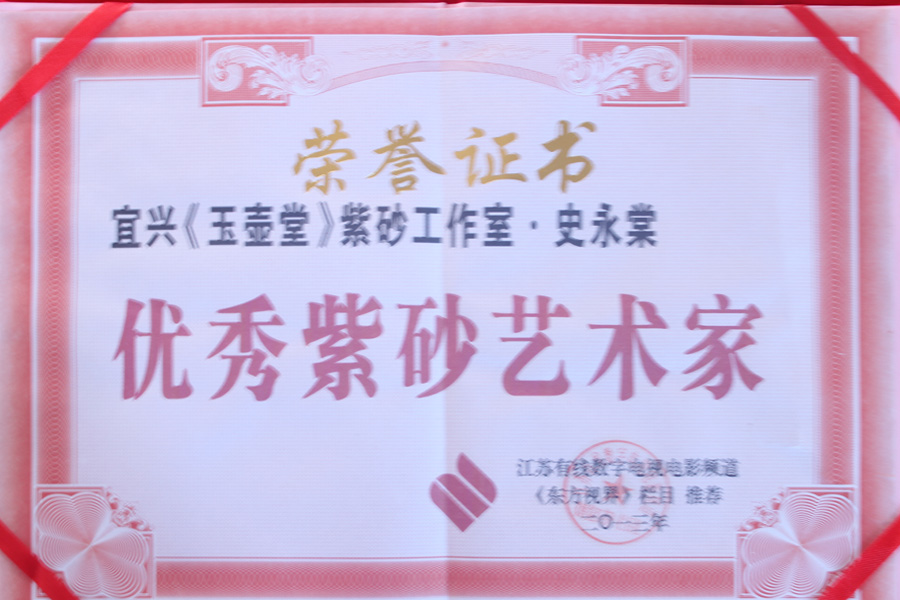 荣誉证书
宜兴《玉壶堂》紫砂工作室·史永棠
优秀紫砂艺术家
江苏有线数字电视电影频道
《东方视界》栏目 推荐
二〇一三年